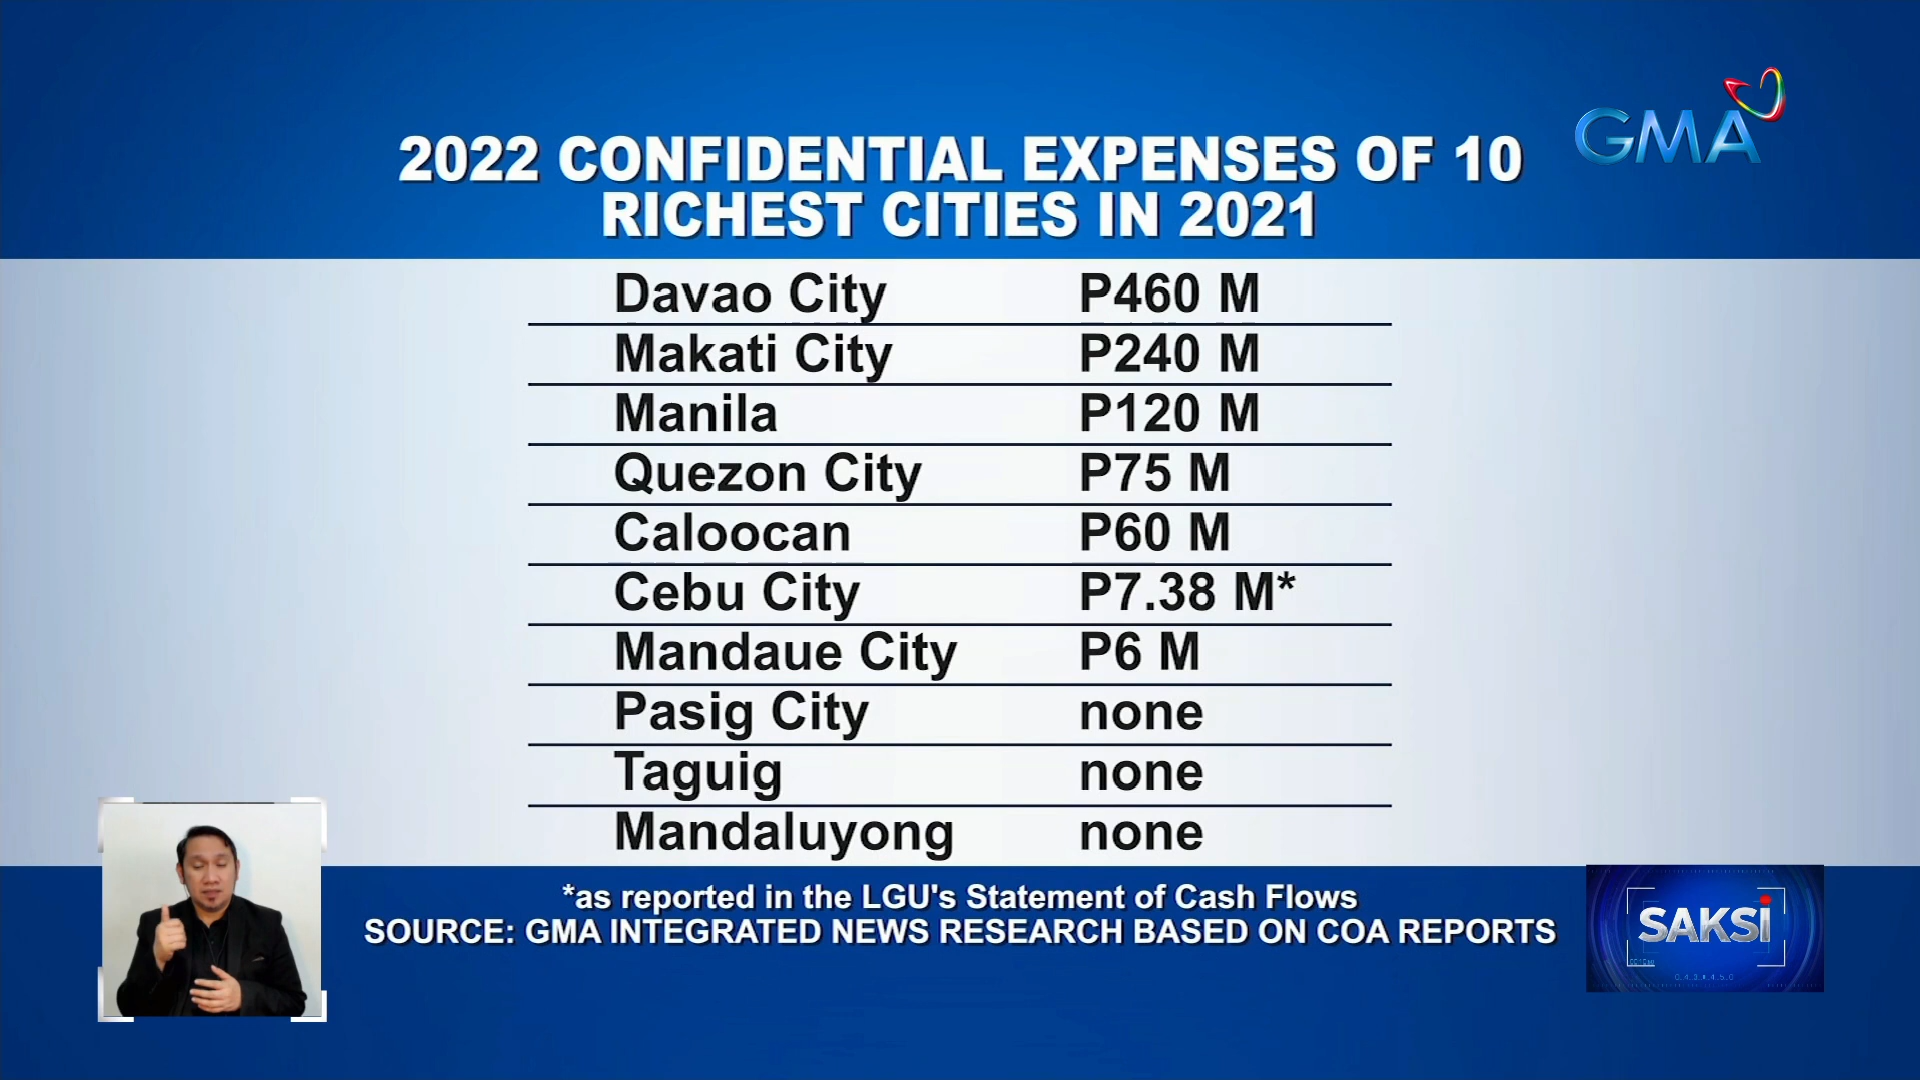 GMA
2022 CONFIDENTIAL EXPENSES OF 10
RICHEST CITIES IN 2021
Davao City P460 M
Makati City P240 M
Manila P120 M
Quezon City P75 M
Caloocan P60 M
Cebu City P7.38 M*
Mandaue City P6 M
Pasig City none
Taguig none
Mandaluyong none
*as reported in the LGU's Statement of Cash Flows
SOURCE: GMA INTEGRATED NEWS RESEARCH BASED ON COA REPORTS
SAKSI